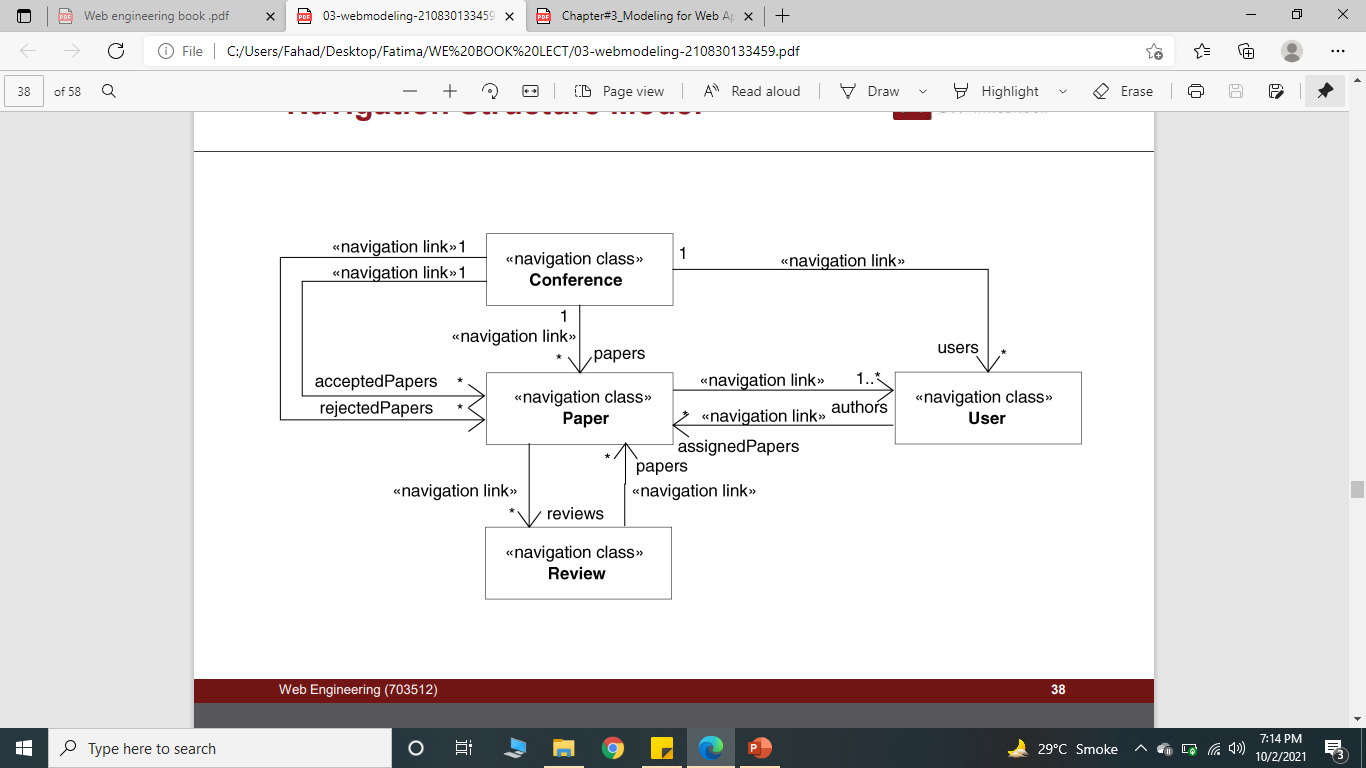 Web engineering book .pdf
03-webmodeling-210830133459
Chapter#3_Modeling for Web Ap
File
C:/Users/Fahad/Desktop/Fatima/WE%20BOOK%20LECT/03-webmodeling-210830133459.pdf
38 of 58
Page view
Read aloud
Draw
Highlight
Erase
Navigation Structure Model
«navigation link»1
«navigation link»1
«navigation class»
Conference
1
«navigation link»
1
«navigation link»
* papers
users *
acceptedPapers *
rejectedPapers *
«navigation class»
Paper
«navigation link» 1..*
authors
* «navigation link»
assignedPapers
«navigation class»
User
* papers
«navigation link»
«navigation link»
* reviews
«navigation class»
Review
Web Engineering (703512)
38
Type here to search
29°C Smoke
7:14 PM
10/2/2021
3